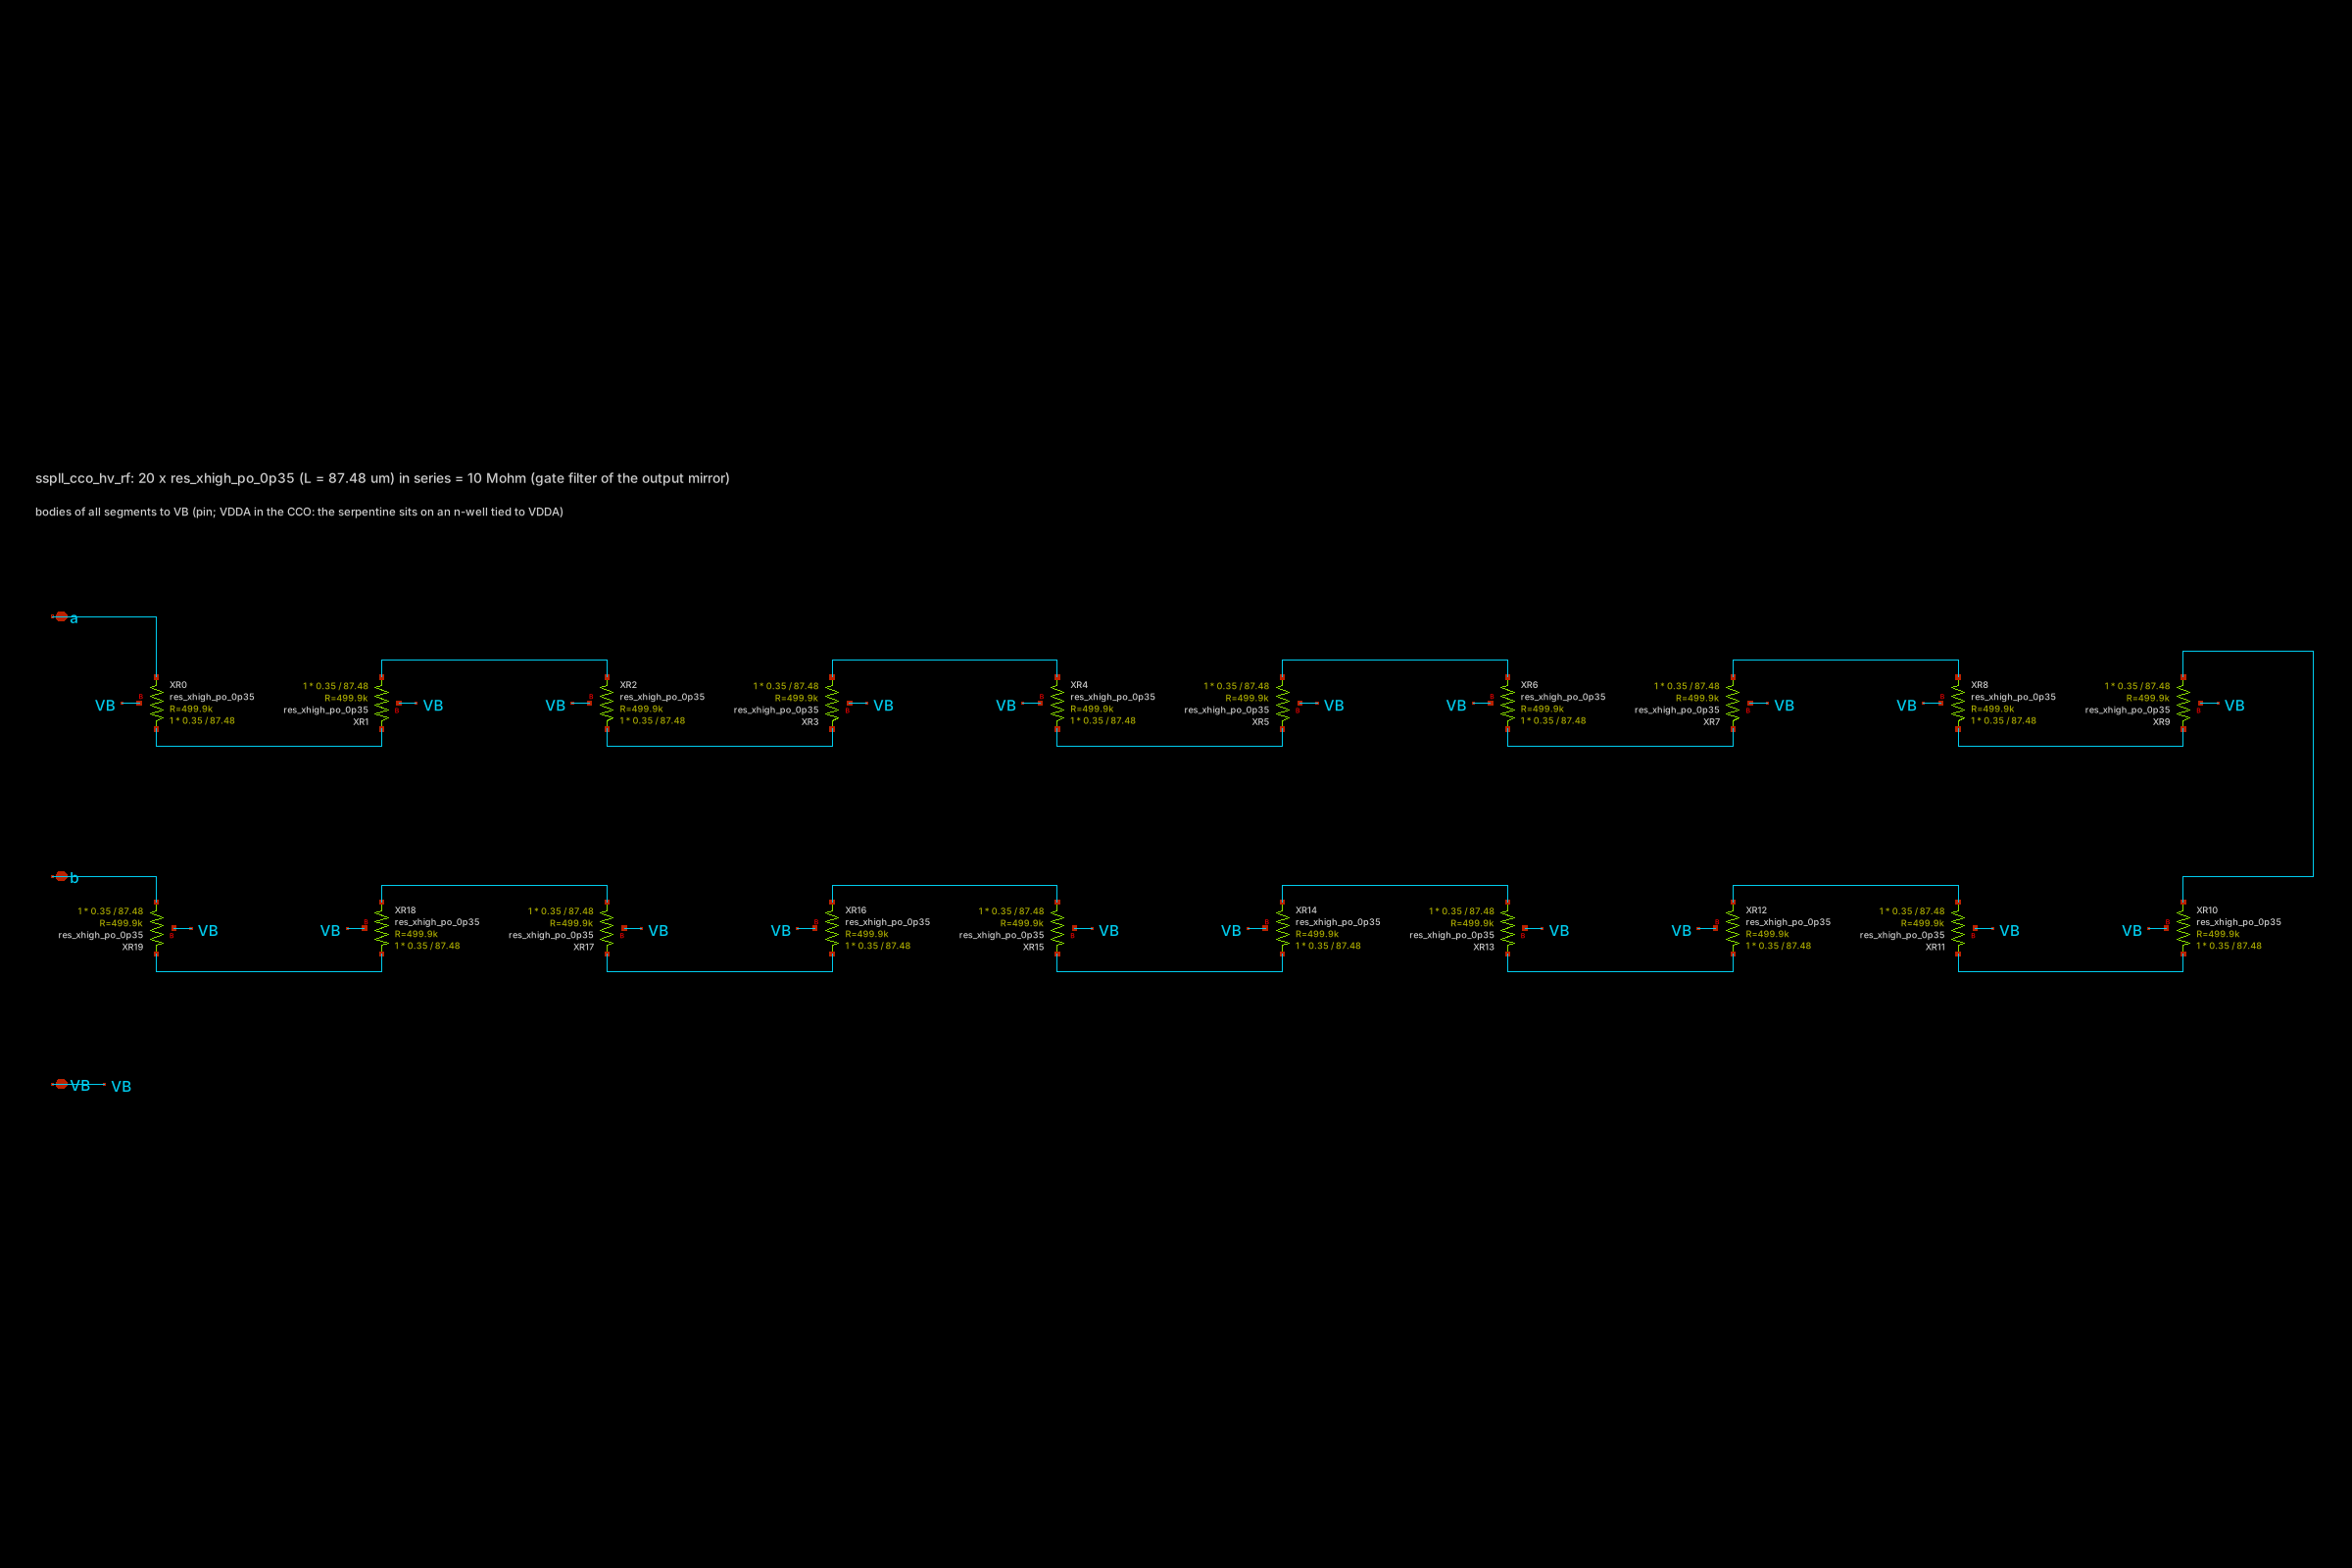 sspll_cco_hv_rf: 20 x res_xhigh_po_0p35 (L = 87.48 um) in series = 10 Mohm (gate filter of the output mirror)
bodies of all segments to VB (pin; VDDA in the CCO: the serpentine sits on an n-well tied to VDDA)
a
VB
B
XR0
res_xhigh_po_0p35
R=499.9k
1 * 0.35 / 87.48
1 * 0.35 / 87.48
R=499.9k
res_xhigh_po_0p35
XR1
B
VB
VB
B
XR2
res_xhigh_po_0p35
R=499.9k
1 * 0.35 / 87.48
1 * 0.35 / 87.48
R=499.9k
res_xhigh_po_0p35
XR3
B
VB
VB
B
XR4
res_xhigh_po_0p35
R=499.9k
1 * 0.35 / 87.48
1 * 0.35 / 87.48
R=499.9k
res_xhigh_po_0p35
XR5
B
VB
VB
B
XR6
res_xhigh_po_0p35
R=499.9k
1 * 0.35 / 87.48
1 * 0.35 / 87.48
R=499.9k
res_xhigh_po_0p35
XR7
B
VB
VB
B
XR8
res_xhigh_po_0p35
R=499.9k
1 * 0.35 / 87.48
1 * 0.35 / 87.48
R=499.9k
res_xhigh_po_0p35
XR9
B
VB
b
1 * 0.35 / 87.48
R=499.9k
res_xhigh_po_0p35
XR19
B
VB
VB
B
XR18
res_xhigh_po_0p35
R=499.9k
1 * 0.35 / 87.48
1 * 0.35 / 87.48
R=499.9k
res_xhigh_po_0p35
XR17
B
VB
VB
B
XR16
res_xhigh_po_0p35
R=499.9k
1 * 0.35 / 87.48
1 * 0.35 / 87.48
R=499.9k
res_xhigh_po_0p35
XR15
B
VB
VB
B
XR14
res_xhigh_po_0p35
R=499.9k
1 * 0.35 / 87.48
1 * 0.35 / 87.48
R=499.9k
res_xhigh_po_0p35
XR13
B
VB
VB
B
XR12
res_xhigh_po_0p35
R=499.9k
1 * 0.35 / 87.48
1 * 0.35 / 87.48
R=499.9k
res_xhigh_po_0p35
XR11
B
VB
VB
B
XR10
res_xhigh_po_0p35
R=499.9k
1 * 0.35 / 87.48
VB
VB